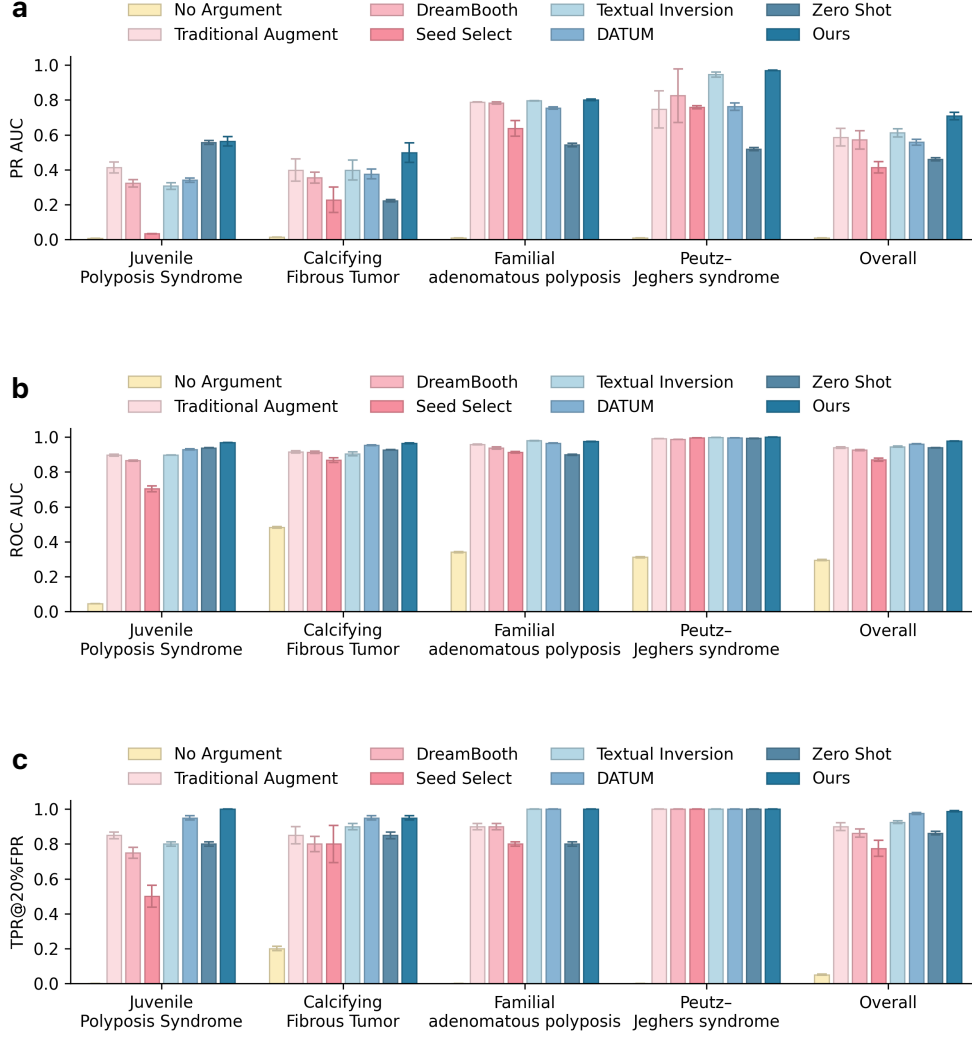 a
No Argument DreamBooth Textual Inversion Zero Shot
Traditional Augment Seed Select DATUM Ours
1.0
0.8
0.6
0.4
0.2
0.0
PR AUC
Juvenile Calcifying Familial Peutz– Overall
Polyposis Syndrome Fibrous Tumor adenomatous polyposis Jeghers syndrome
b
No Argument DreamBooth Textual Inversion Zero Shot
Traditional Augment Seed Select DATUM Ours
1.0
0.8
0.6
0.4
0.2
0.0
ROC AUC
Juvenile Calcifying Familial Peutz– Overall
Polyposis Syndrome Fibrous Tumor adenomatous polyposis Jeghers syndrome
c
No Argument DreamBooth Textual Inversion Zero Shot
Traditional Augment Seed Select DATUM Ours
1.0
0.8
0.6
0.4
0.2
0.0
TPR@20%FPR
Juvenile Calcifying Familial Peutz– Overall
Polyposis Syndrome Fibrous Tumor adenomatous polyposis Jeghers syndrome